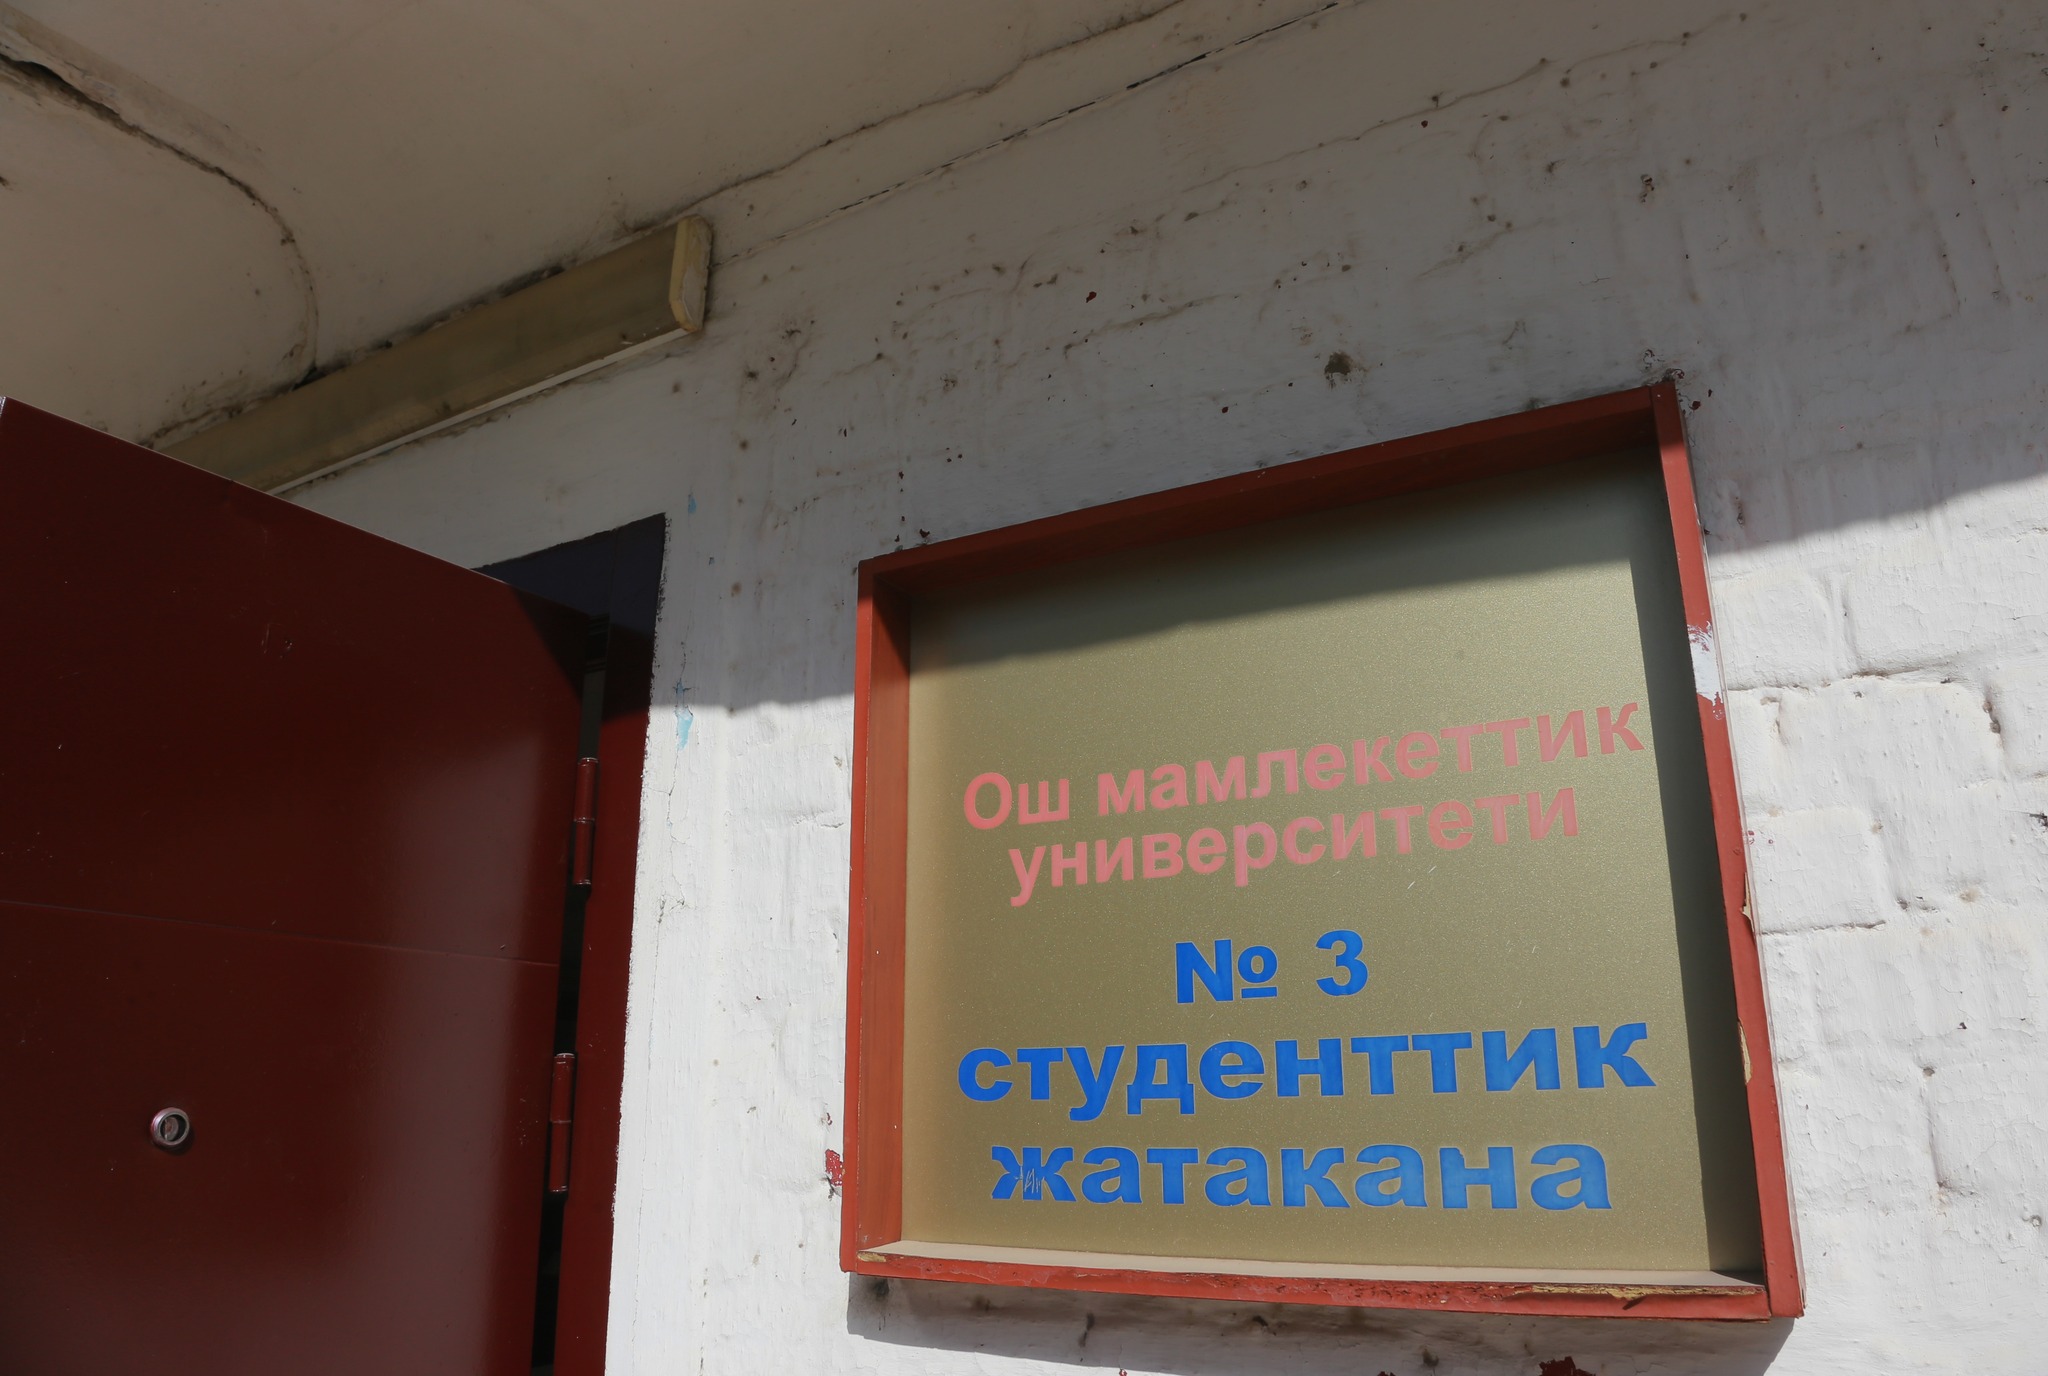 Ош мамлекеттик
университети
№ 3
студенттик
жатакана